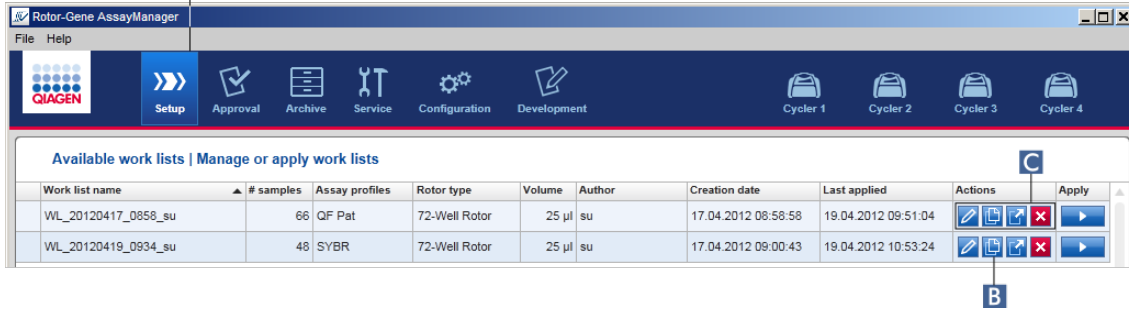 Rotor-Gene AssayManager
File Help
QIAGEN
Setup Approval Archive Service Configuration Development Cycler 1 Cycler 2 Cycler 3 Cycler 4
Available work lists | Manage or apply work lists
C
Work list name # samples Assay profiles Rotor type Volume Author Creation date Last applied Actions Apply
WL_20120417_0858_su 66 QF Pat 72-Well Rotor 25 µl su 17.04.2012 08:58:58 19.04.2012 09:51:04
WL_20120419_0934_su 48 SYBR 72-Well Rotor 25 µl su 17.04.2012 09:00:43 19.04.2012 10:53:24
B